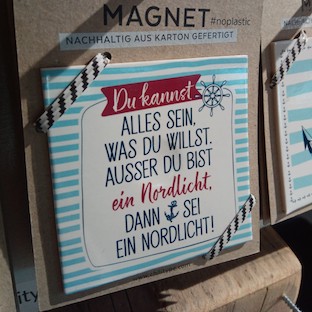 MAGNET #noplastic
NACHHALTIG AUS KARTON GEFERTIGT
Du kannst
ALLES SEIN,
WAS DU WILLST.
AUSSER DU BIST
ein Nordlicht,
DANN SEI
EIN NORDLICHT!